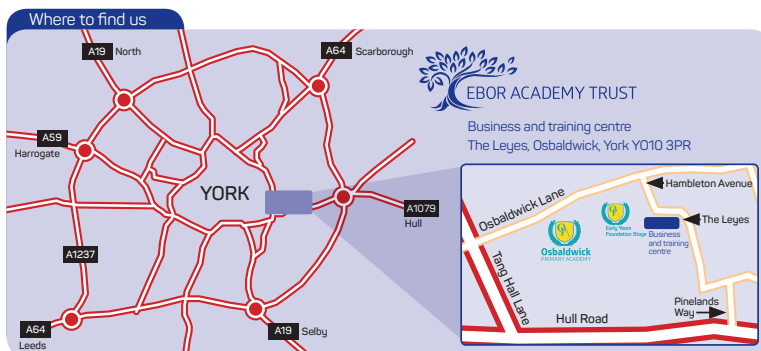 Where to find us
A19 North
A64 Scarborough
A59
Harrogate
YORK
A1079
Hull
A1237
A64
Leeds
A19 Selby
EBOR ACADEMY TRUST
Business and training centre
The Leyes, Osbaldwick, York YO010 3PR
Osbaldwick Lane
Hambleton Avenue
The Leyes
Early Years
Foundation Stage
Business
and training
centre
Osbaldwick
PRIMARY ACADEMY
Tang Hall Lane
Hull Road
Pinelands
Way